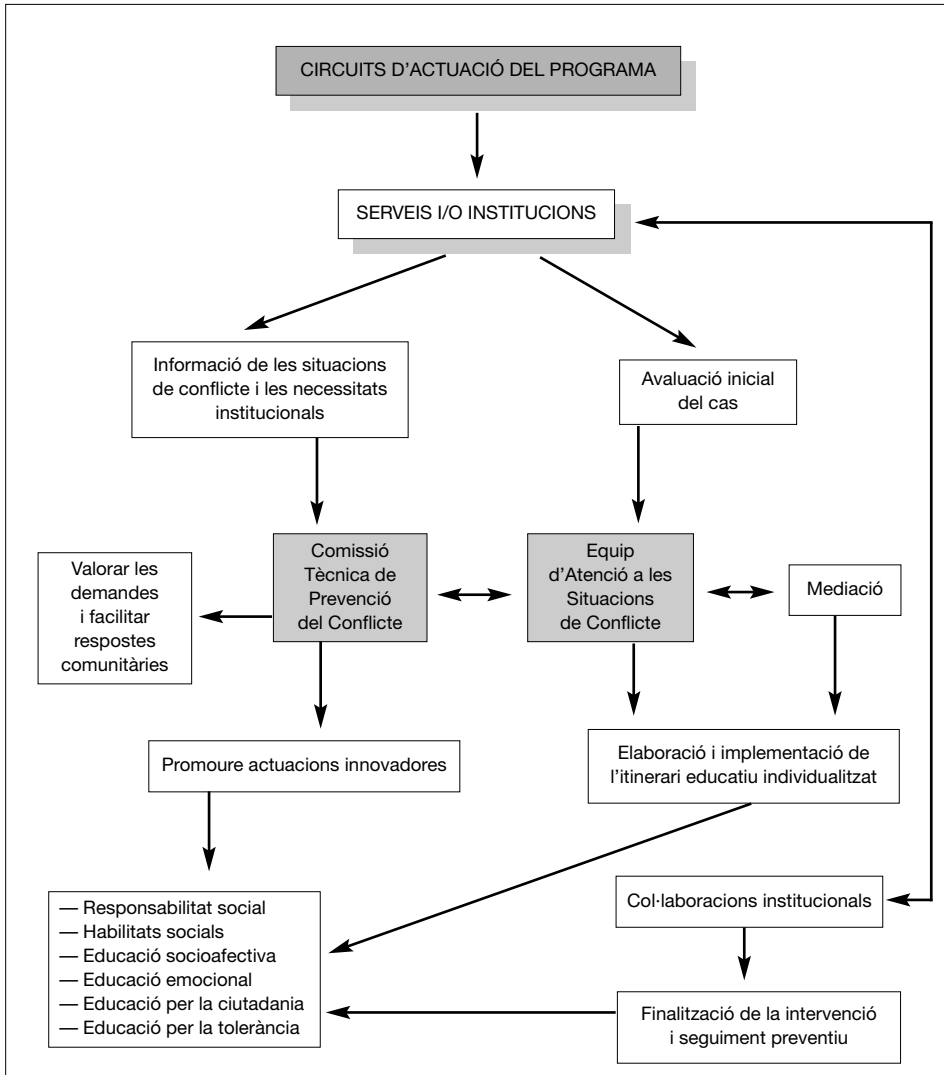 CIRCUITS D'ACTUACIÓ DEL PROGRAMA
SERVEIS I/O INSTITUCIONS
Informació de les situacions
de conflicte i les necessitats
institucionals
Avaluació inicial
del cas
Valorar les
demandes
i facilitar
respostes
comunitàries
Comissió
Tècnica de
Prevenció
del Conflicte
Equip
d'Atenció a les
Situacions
de Conflicte
Mediació
Promoure actuacions innovadores
Elaboració i implementació de
l'itinerari educatiu individualitzat
— Responsabilitat social
— Habilitats socials
— Educació socioafectiva
— Educació emocional
— Educació per la ciutadania
— Educació per la tolerància
Col·laboracions institucionals
Finalització de la intervenció
i seguiment preventiu